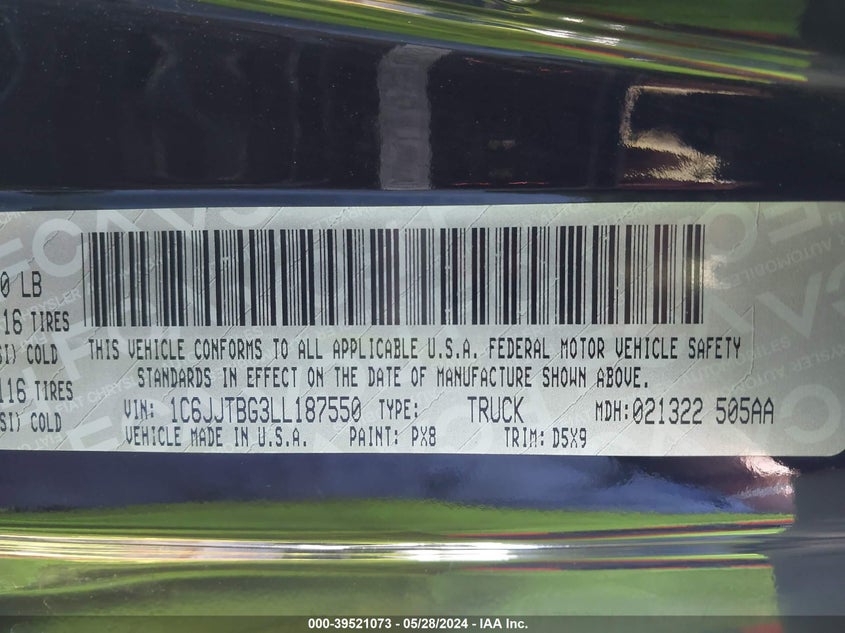 0 LB
16 TIRES
SI) COLD
116 TIRES
SI) COLD
THIS VEHICLE CONFORMS TO ALL APPLICABLE U.S.A. FEDERAL MOTOR VEHICLE SAFETY
STANDARDS IN EFFECT ON THE DATE OF MANUFACTURE SHOWN ABOVE.
VIN: 1C6JJTBG3LL187550 TYPE: TRUCK MDH:021322 505AA
VEHICLE MADE IN U.S.A. PAINT: PX8 TRIM: D5X9
000-39521073 — 05/28/2024 — IAA Inc.